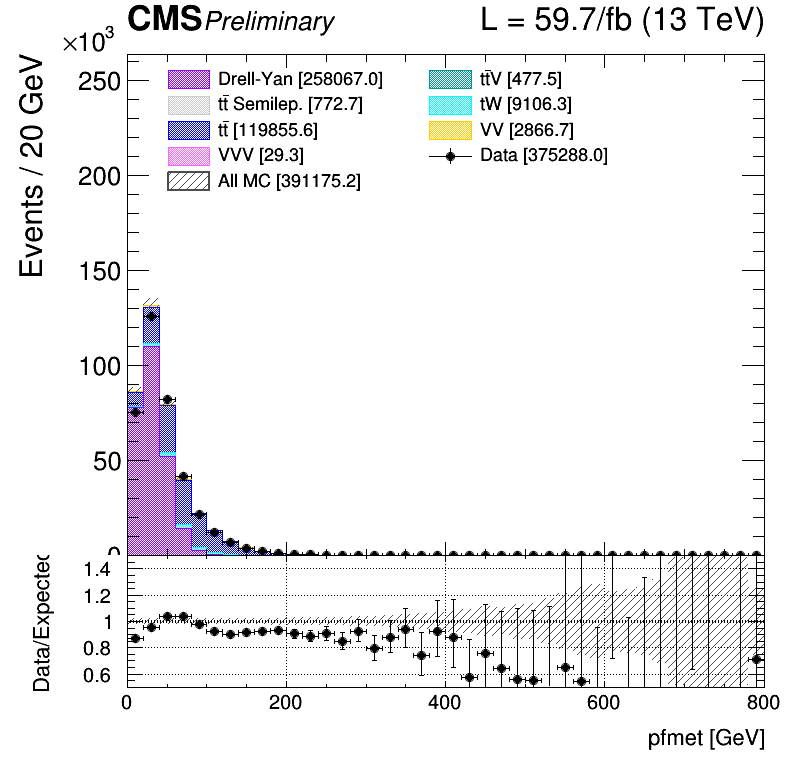 CMS Preliminary L = 59.7/fb (13 TeV)
×10³
Events / 20 GeV
250
200
150
100
50
0
Drell-Yan [258067.0]
tt̄ Semilep. [772.7]
tt̄ [119855.6]
VVV [29.3]
All MC [391175.2]
tt̄V [477.5]
tW [9106.3]
VV [2866.7]
Data [375288.0]
Data/Expected
1.4
1.2
1
0.8
0.6
0 200 400 600 800
pfmet [GeV]